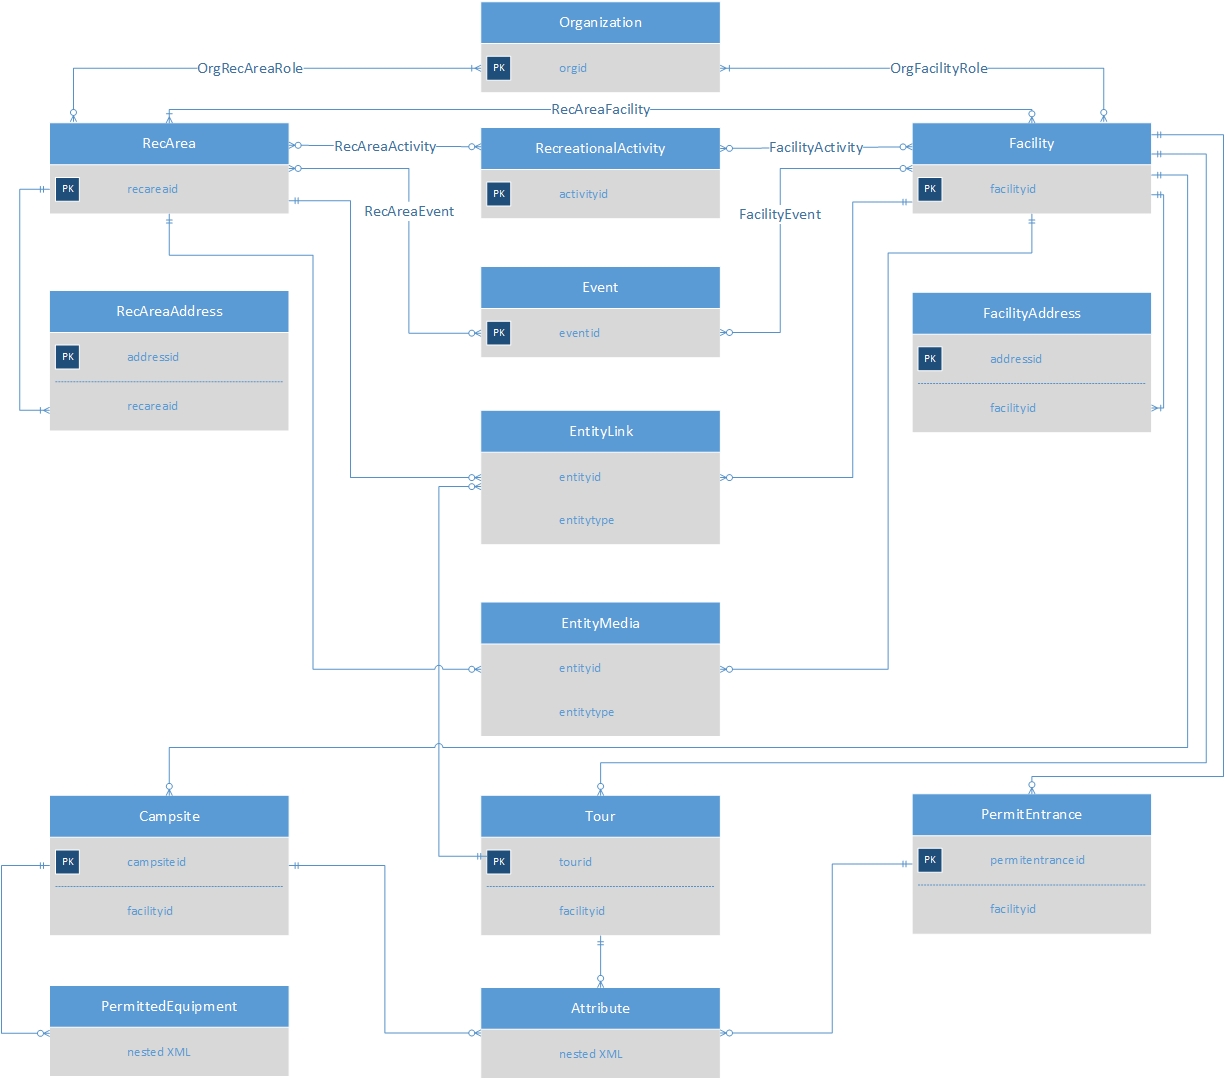 Organization
PK orgid
OrgRecAreaRole
OrgFacilityRole
RecAreaFacility
RecArea
PK recareaid
RecAreaActivity
RecreationalActivity
PK activityid
FacilityActivity
Facility
PK facilityid
RecAreaEvent
FacilityEvent
Event
PK eventid
RecAreaAddress
PK addressid
recareaid
FacilityAddress
PK addressid
facilityid
EntityLink
entityid
entitytype
EntityMedia
entityid
entitytype
Campsite
PK campsiteid
facilityid
Tour
PK tourid
facilityid
PermitEntrance
PK permitentranceid
facilityid
PermittedEquipment
nested XML
Attribute
nested XML